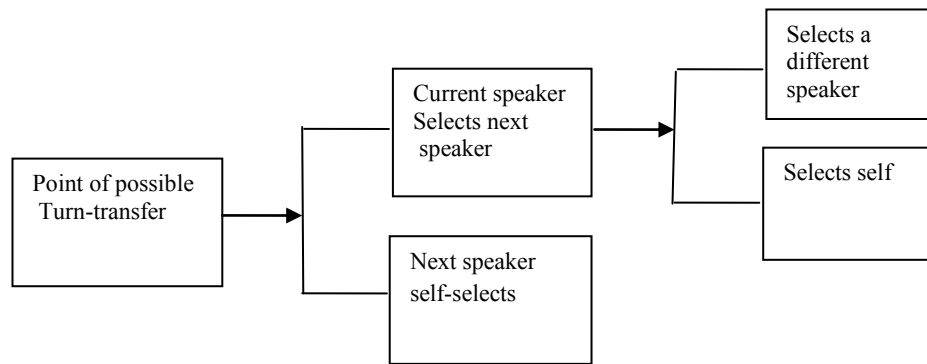 Point of possible
Turn-transfer
Current speaker
Selects next
speaker
Next speaker
self-selects
Selects a
different
speaker
Selects self